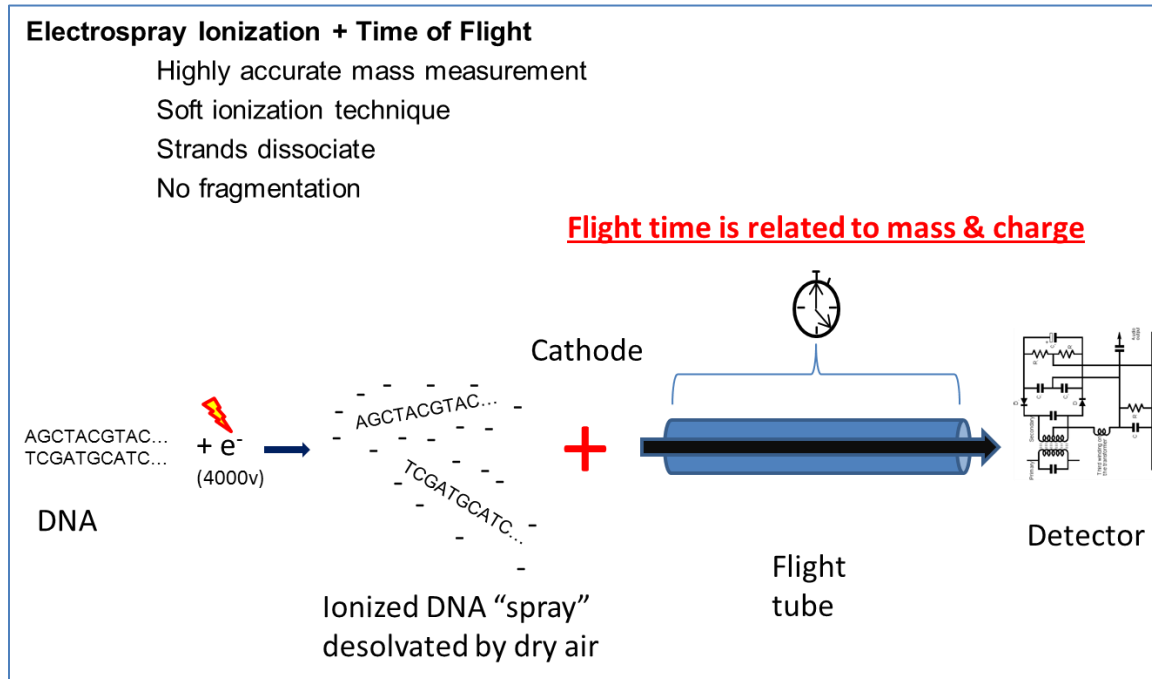 Electrospray Ionization + Time of Flight
Highly accurate mass measurement
Soft ionization technique
Strands dissociate
No fragmentation
Flight time is related to mass & charge
Cathode
AGCTACGTAC…
TCGATGCATC…
+ e-
(4000v)
DNA
AGCTACGTAC…
TCGATGCATC…
+
Ionized DNA “spray”
desolvated by dry air
Flight
tube
Detector
Primary
Secondary
D
D
C
C
C
R
R
R
C